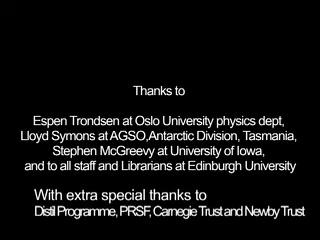 Thanks to
Espen Trondsen at Oslo University physics dept,
Lloyd Symons at AGSO,Antarctic Division, Tasmania,
Stephen McGreevy at University of Iowa,
and to all staff and Librarians at Edinburgh University
With extra special thanks to
Distil Programme, PRSF, Carnegie Trust and Newby Trust